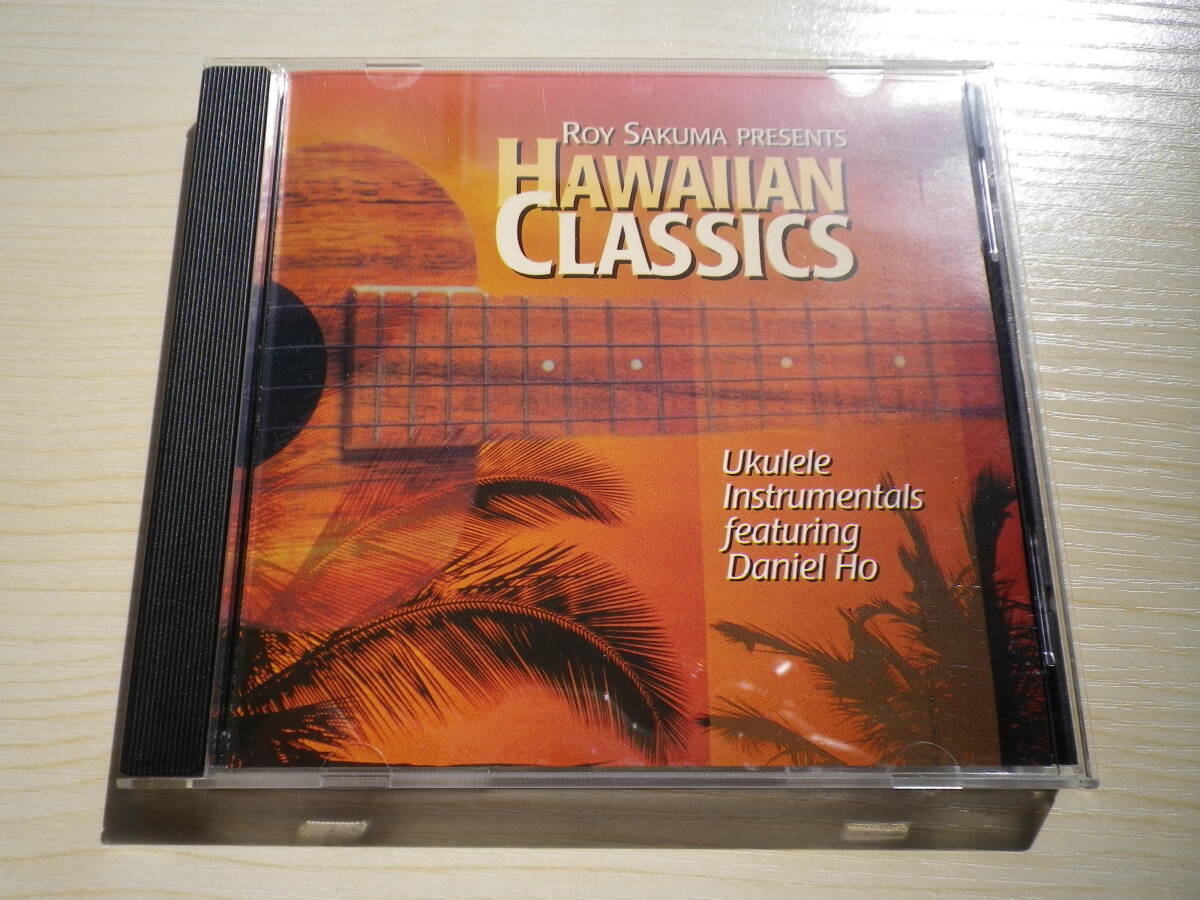 ROY SAKUMA PRESENTS
HAWAIIAN
CLASSICS
Ukulele
Instrumentals
featuring
Daniel Ho